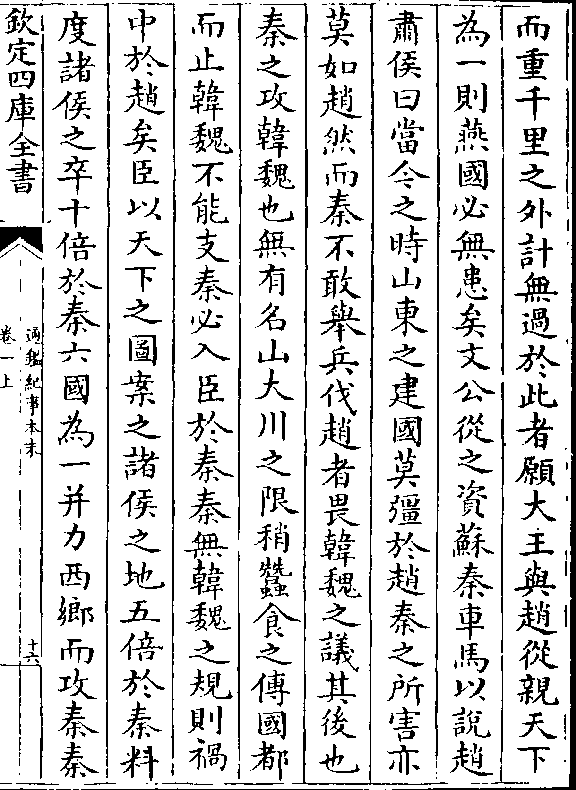 而重千里之外計無過於此者願大王與趙從親天下
為一則燕國必無患矣文公從之資蘇秦車馬以說趙
肅侯曰當今之時山東之建國莫彊於趙秦之所害亦
莫如趙然而秦不敢舉兵伐趙者畏韓魏之議其後也
秦之攻韓魏也無有名山大川之限稍蠶食之傅國都
而止韓魏不能支秦必入臣於秦秦無韓魏之規則禍
中於趙矣臣以天下之圖案之諸侯之地五倍於秦料
度諸侯之卒十倍於秦六國為一并力西鄉而攻秦秦
欽定四庫全書
通鑑紀事本末
卷一上
十六